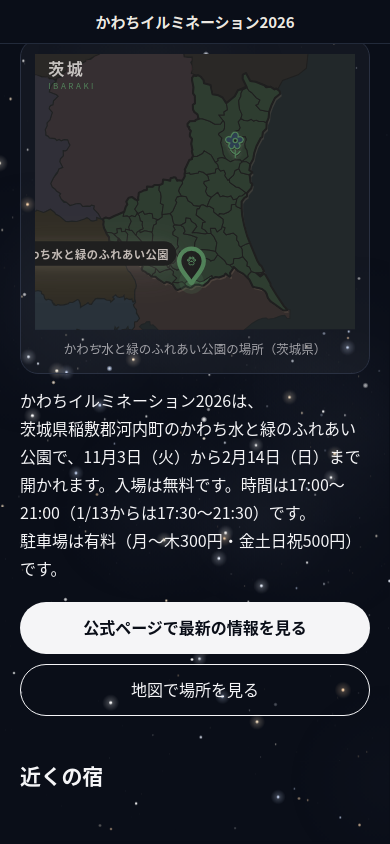 かわちイルミネーション2026
茨城
IBARAKI
わち水と緑のふれあい公園
かわち水と緑のふれあい公園の場所（茨城県）
かわちイルミネーション2026は、
茨城県稲敷郡河内町のかわち水と緑のふれあい
公園で、11月3日（火）から2月14日（日）まで
開かれます。入場は無料です。時間は17:00〜
21:00（1/13からは17:30〜21:30）です。
駐車場は有料（月〜木300円・金土日祝500円）
です。
公式ページで最新の情報を見る
地図で場所を見る
近くの宿